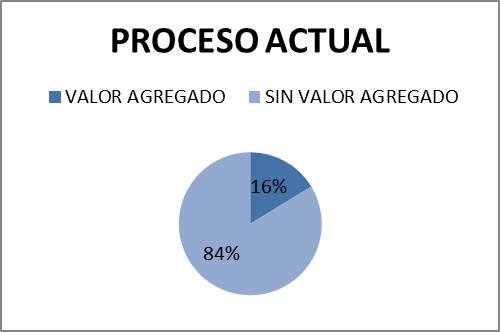 PROCESO ACTUAL
VALOR AGREGADO SIN VALOR AGREGADO
16%
84%